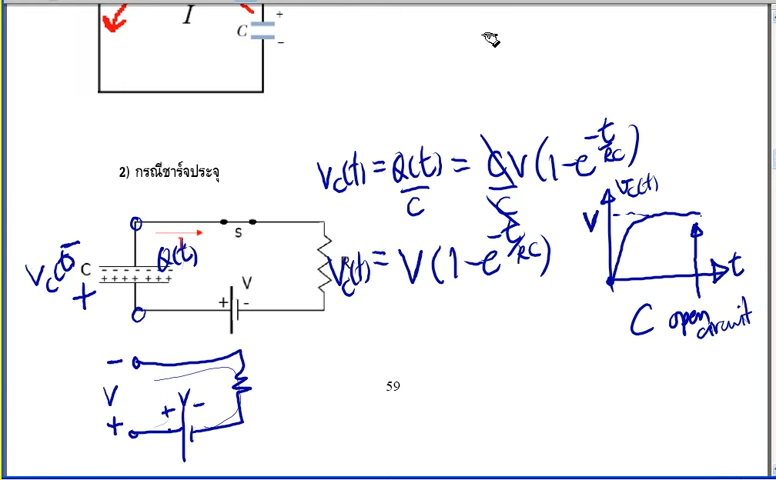 I
C
+
-
2) กรณีชาร์จประจุ
Vc(t) = Q(t)/C = CV/C (1-e^(-t/RC))
Vc(t) = V(1-e^(-t/RC))
Vc(t)
V
t
C open circuit
S
I
Q(t)
-
C
+
V
+ -
R
-
V
+
+ V -
59